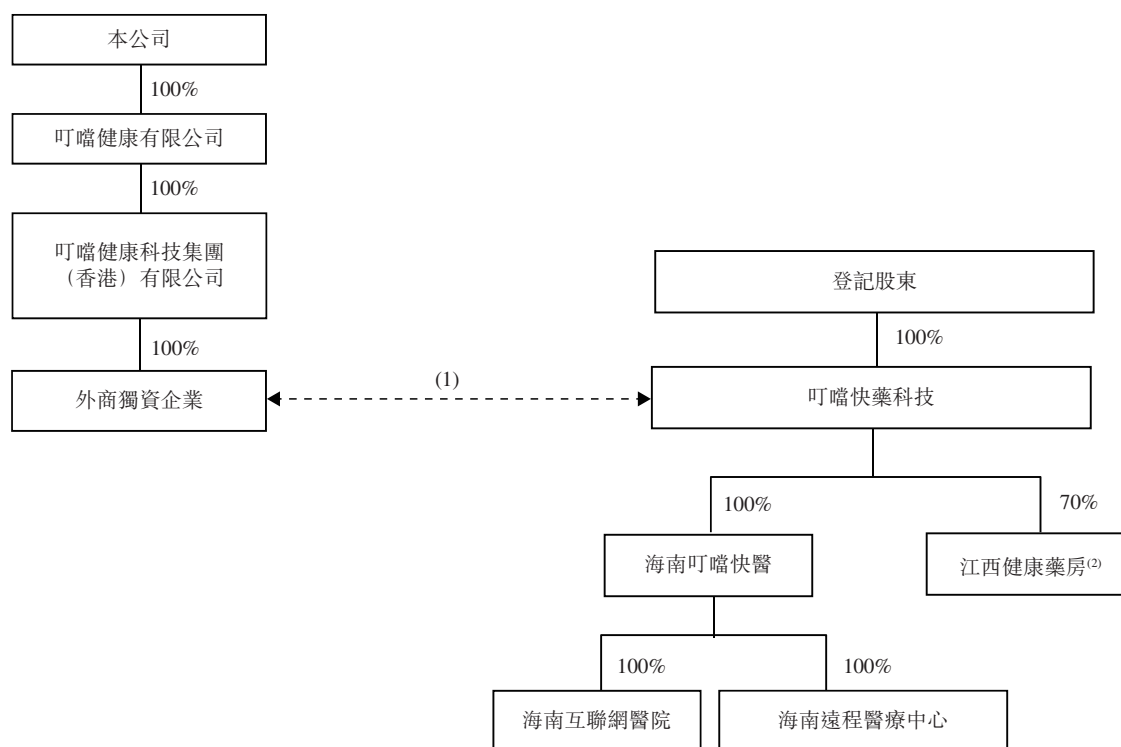 本公司
100%
叮噹健康有限公司
100%
叮噹健康科技集團
（香港）有限公司
登記股東
100%
100%
外商獨資企業
(1)
叮噹快藥科技
100%
70%
海南叮噹快醫
江西健康藥房(2)
100%
100%
海南互聯網醫院
海南遠程醫療中心